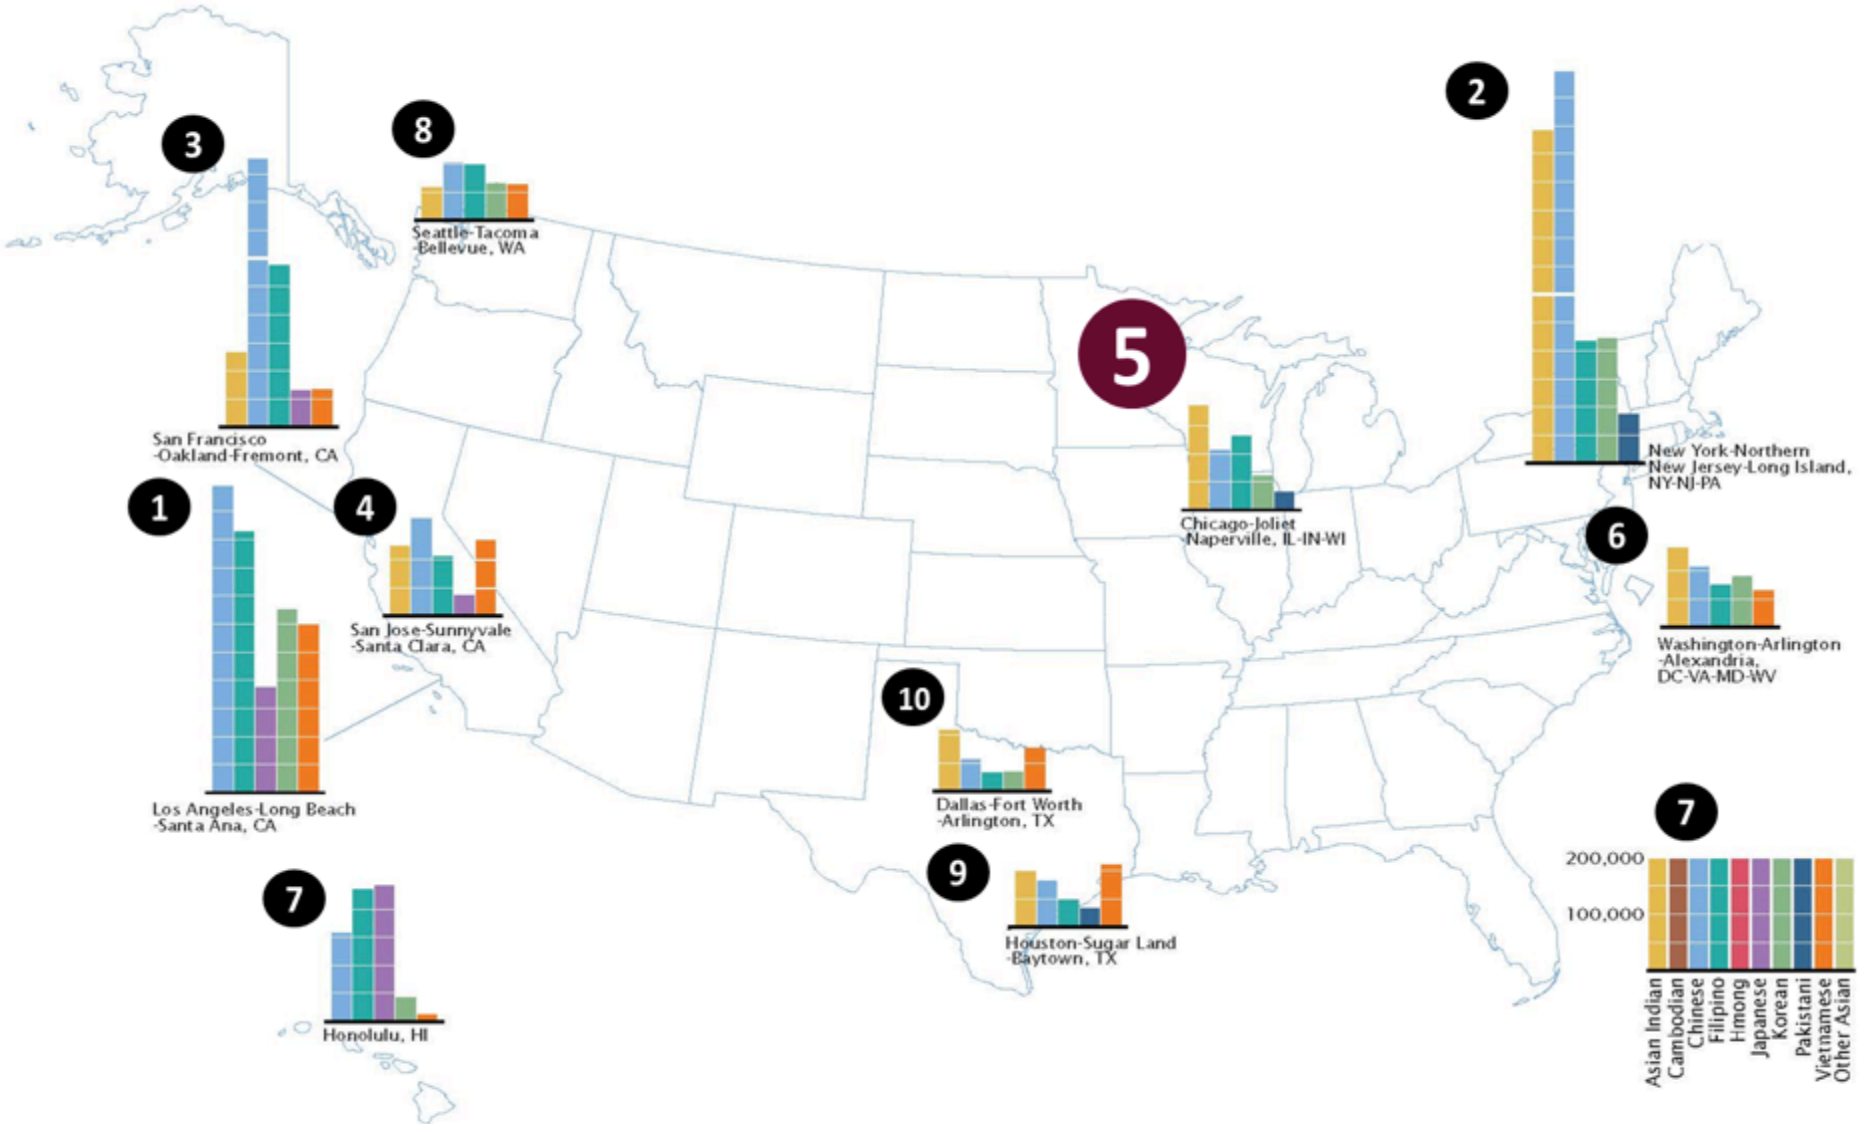 3
8
2
Seattle-Tacoma
-Bellevue, WA
5
San Francisco
-Oakland-Fremont, CA
New York-Northern
New Jersey-Long Island,
NY-NJ-PA
1
4
Chicago-Joliet
-Naperville, IL-IN-WI
6
San Jose-Sunnyvale
-Santa Clara, CA
Washington-Arlington
-Alexandria,
DC-VA-MD-WV
10
Los Angeles-Long Beach
-Santa Ana, CA
Dallas-Fort Worth
-Arlington, TX
7
9
7
Houston-Sugar Land
-Baytown, TX
Honolulu, HI
200,000
100,000
Asian Indian
Cambodian
Chinese
Filipino
Hmong
Japanese
Korean
Pakistani
Vietnamese
Other Asian